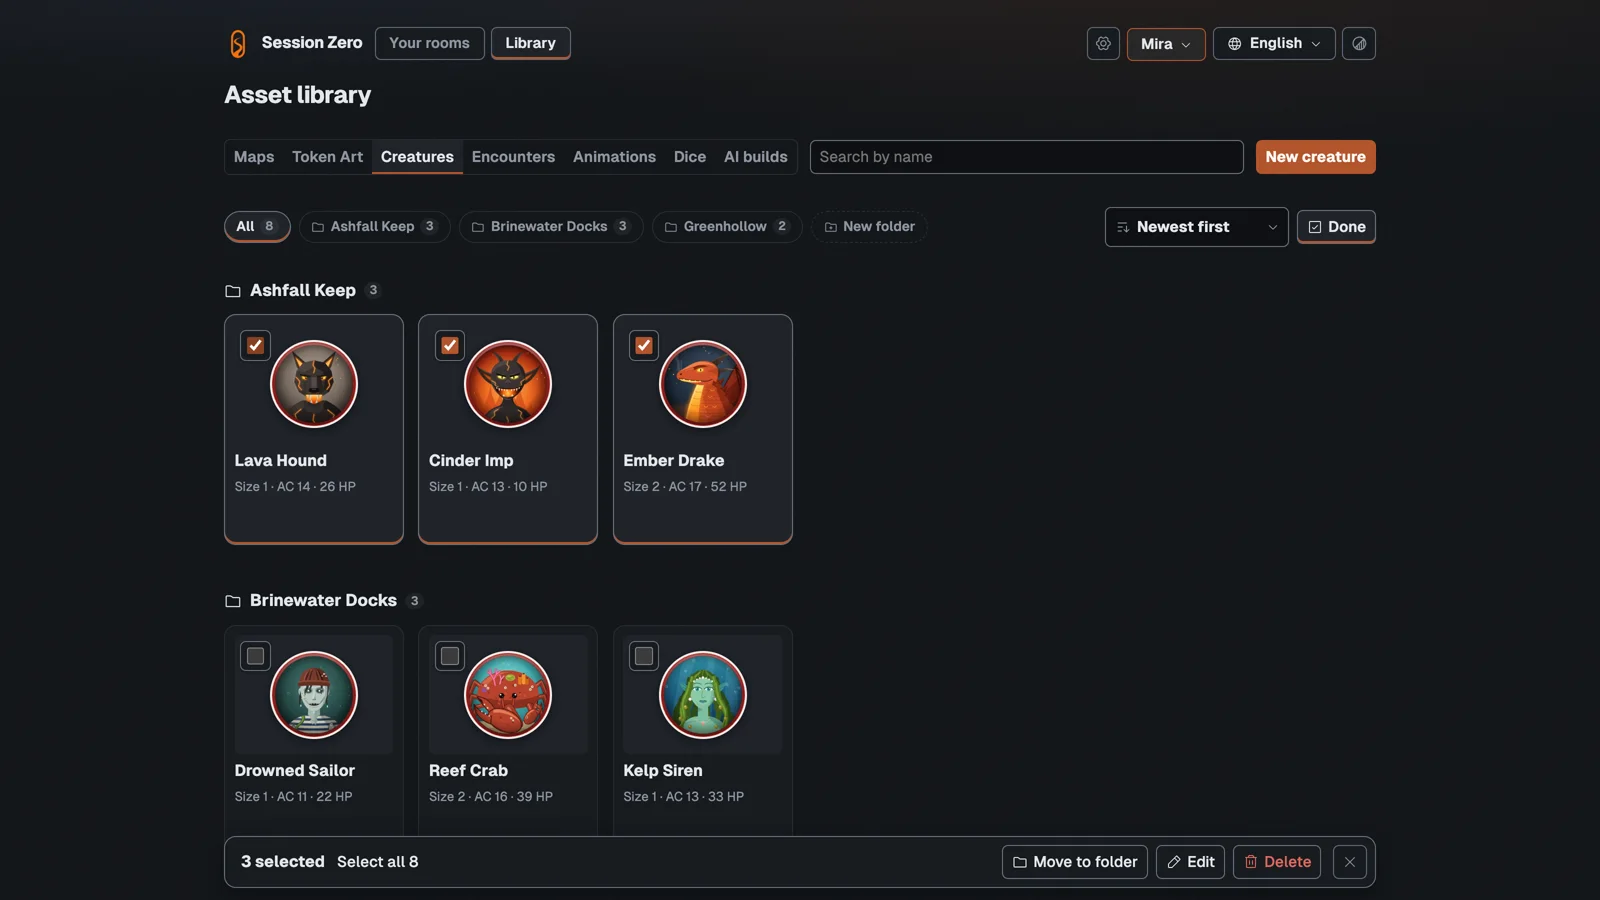 Session Zero
Your rooms
Library
Mira
English
Asset library
Maps
Token Art
Creatures
Encounters
Animations
Dice
AI builds
Search by name
New creature
All 8
Ashfall Keep 3
Brinewater Docks 3
Greenhollow 2
New folder
Newest first
Done
Ashfall Keep 3
Lava Hound
Size 1 · AC 14 · 26 HP
Cinder Imp
Size 1 · AC 13 · 10 HP
Ember Drake
Size 2 · AC 17 · 52 HP
Brinewater Docks 3
Drowned Sailor
Size 1 · AC 11 · 22 HP
Reef Crab
Size 2 · AC 16 · 39 HP
Kelp Siren
Size 1 · AC 13 · 33 HP
3 selected
Select all 8
Move to folder
Edit
Delete